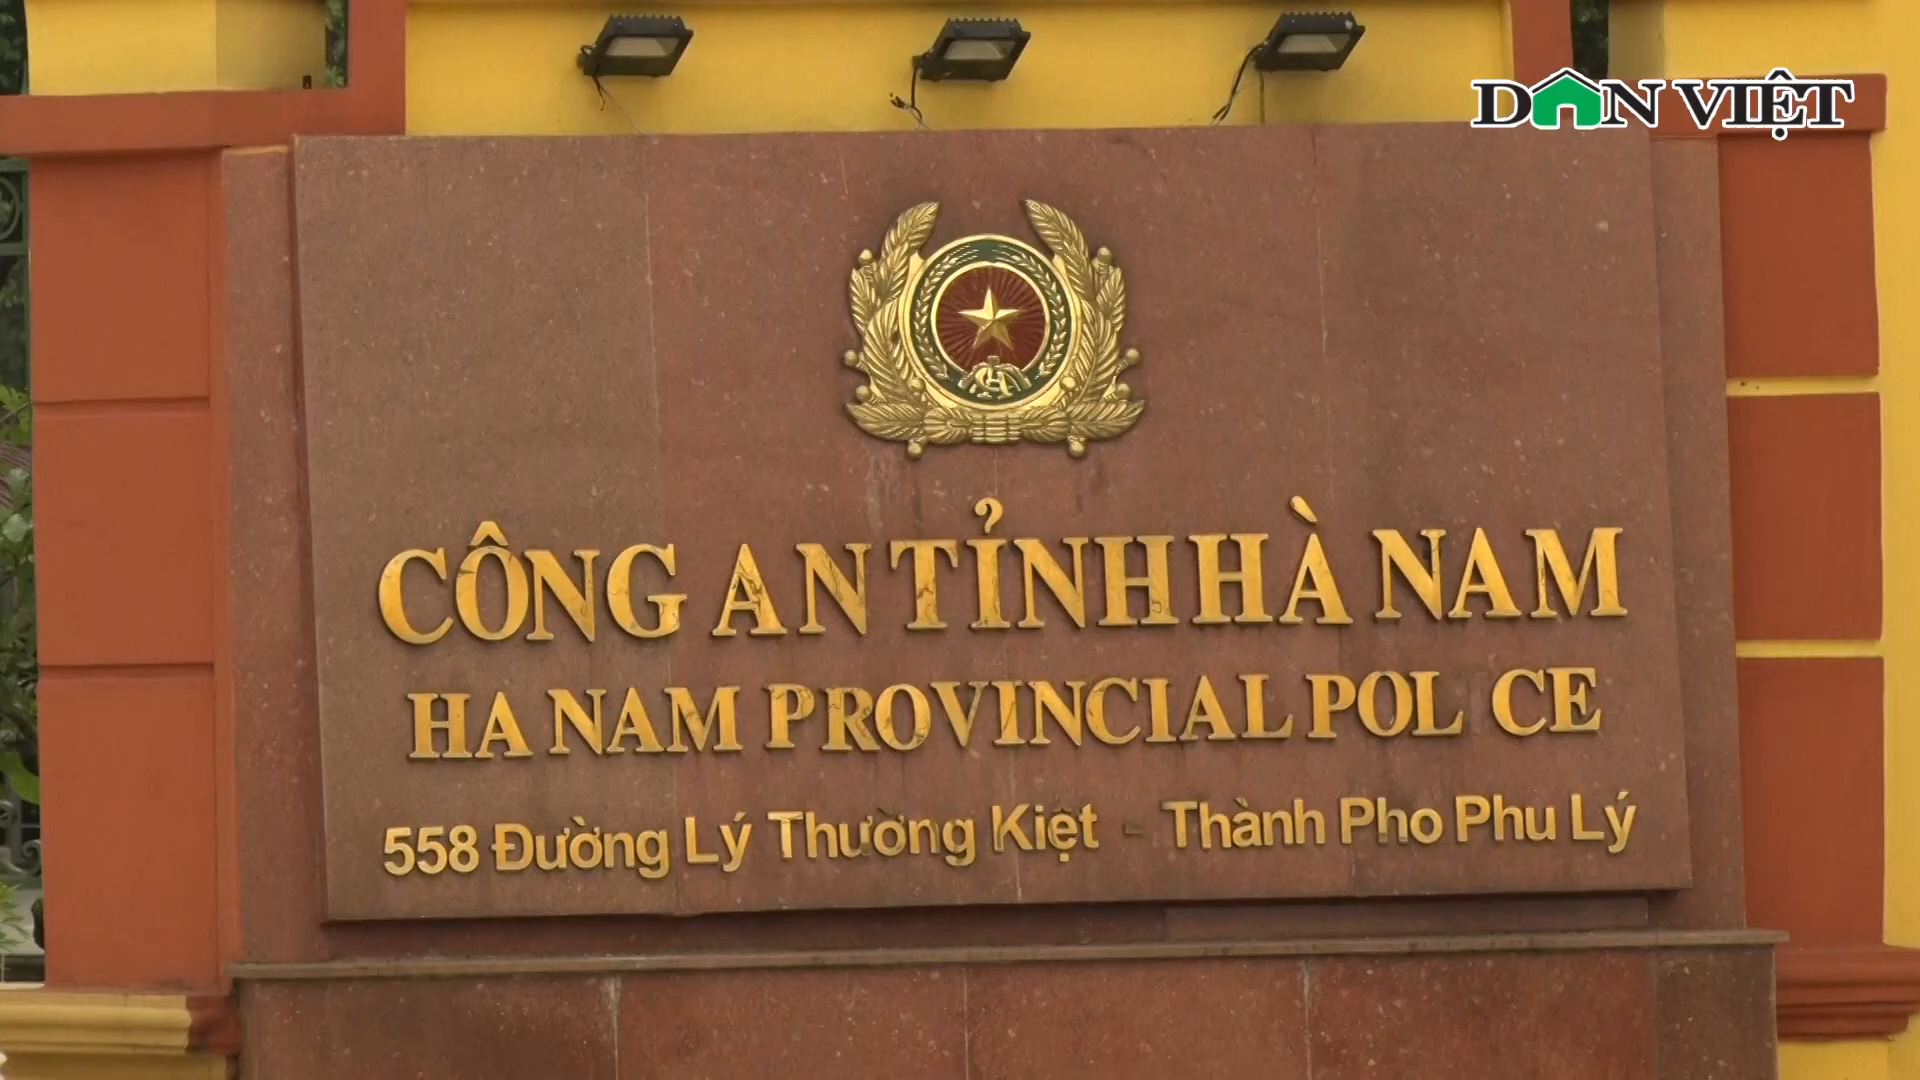 DÂN VIỆT
CÔNG AN TỈNH HÀ NAM
HA NAM PROVINCIAL POL CE
558 Đường Lý Thường Kiệt - Thành Pho Phu Lý